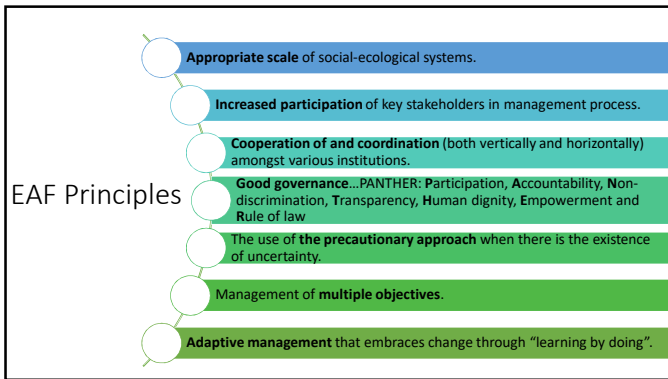 EAF Principles
Appropriate scale of social-ecological systems.
Increased participation of key stakeholders in management process.
Cooperation of and coordination (both vertically and horizontally)
amongst various institutions.
Good governance...PANTHER: Participation, Accountability, Non-
discrimination, Transparency, Human dignity, Empowerment and
Rule of law
The use of the precautionary approach when there is the existence
of uncertainty.
Management of multiple objectives.
Adaptive management that embraces change through “learning by doing”.